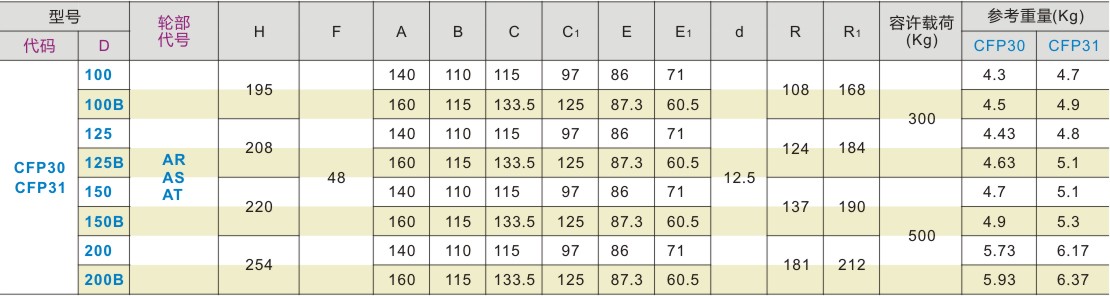 型号 轮部代号 H F A B C C1 E E1 d R R1 容许载荷(Kg) 参考重量(Kg)
代码 D CFP30 CFP31
100 140 110 115 97 86 71 4.3 4.7
195 108 168
100B 160 115 133.5 125 87.3 60.5 4.5 4.9
300
125 140 110 115 97 86 71 4.43 4.8
208 124 184
CFP30 CFP31 125B AR AS AT 160 115 133.5 125 87.3 60.5 4.63 5.1
48 12.5
150 140 110 115 97 86 71 4.7 5.1
220 137 190
150B 160 115 133.5 125 87.3 60.5 4.9 5.3
500
200 140 110 115 97 86 71 5.73 6.17
254 181 212
200B 160 115 133.5 125 87.3 60.5 5.93 6.37